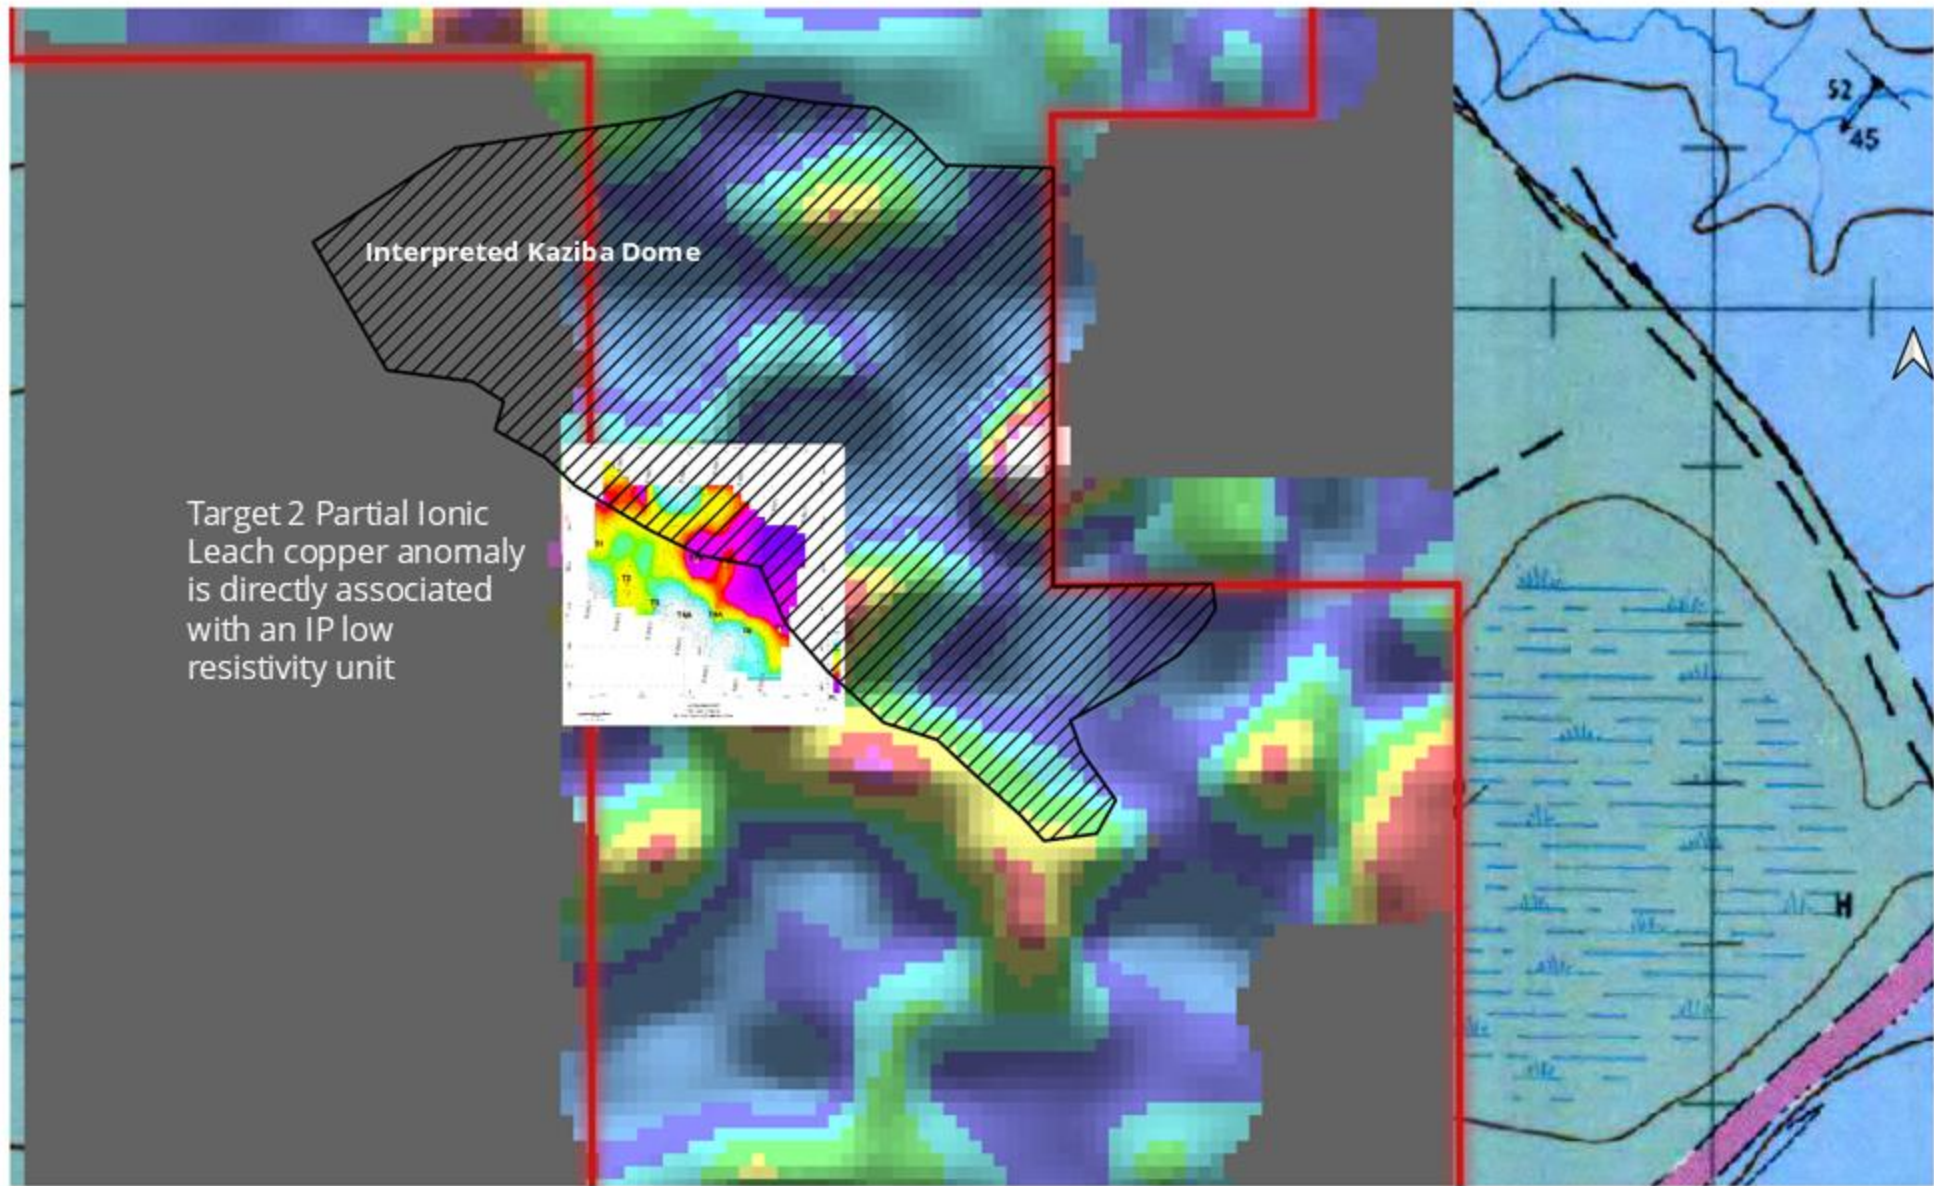 52
45
Interpreted Kaziba Dome
Target 2 Partial Ionic
Leach copper anomaly
is directly associated
with an IP low
resistivity unit
H